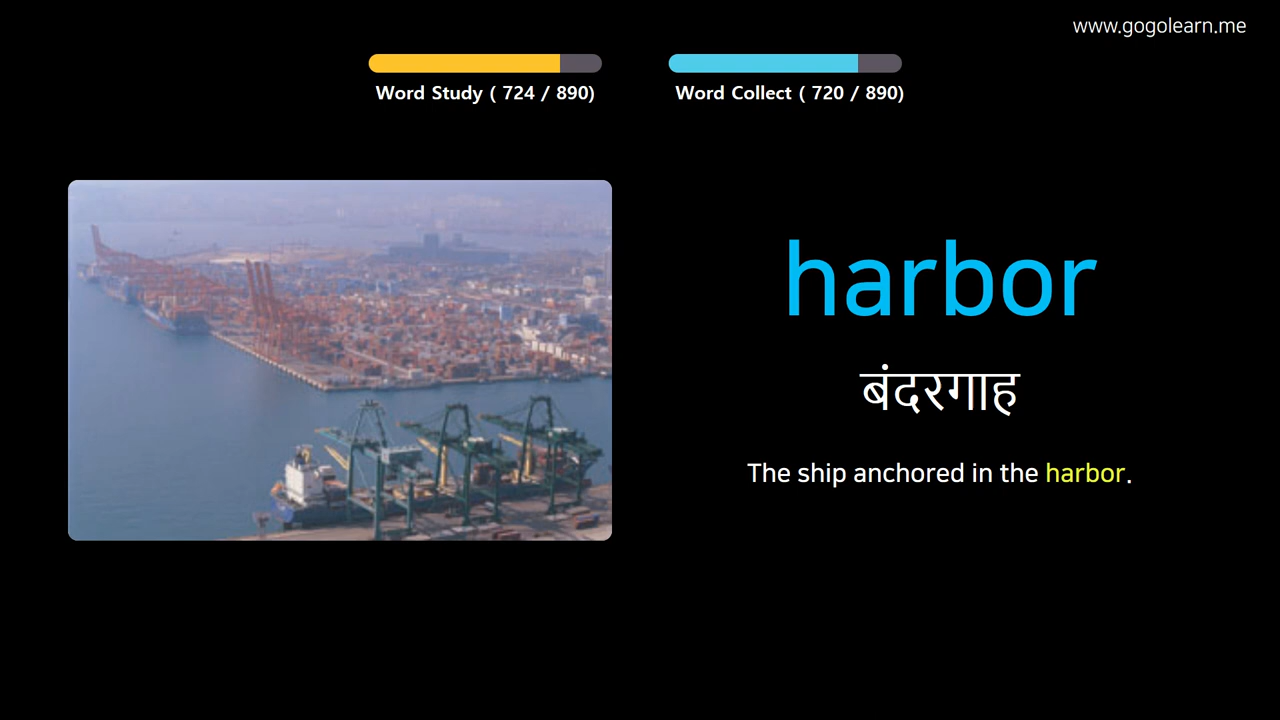 www.gogolearn.me
Word Study ( 724 / 890)
Word Collect ( 720 / 890)
harbor
बंदरगाह
The ship anchored in the harbor.